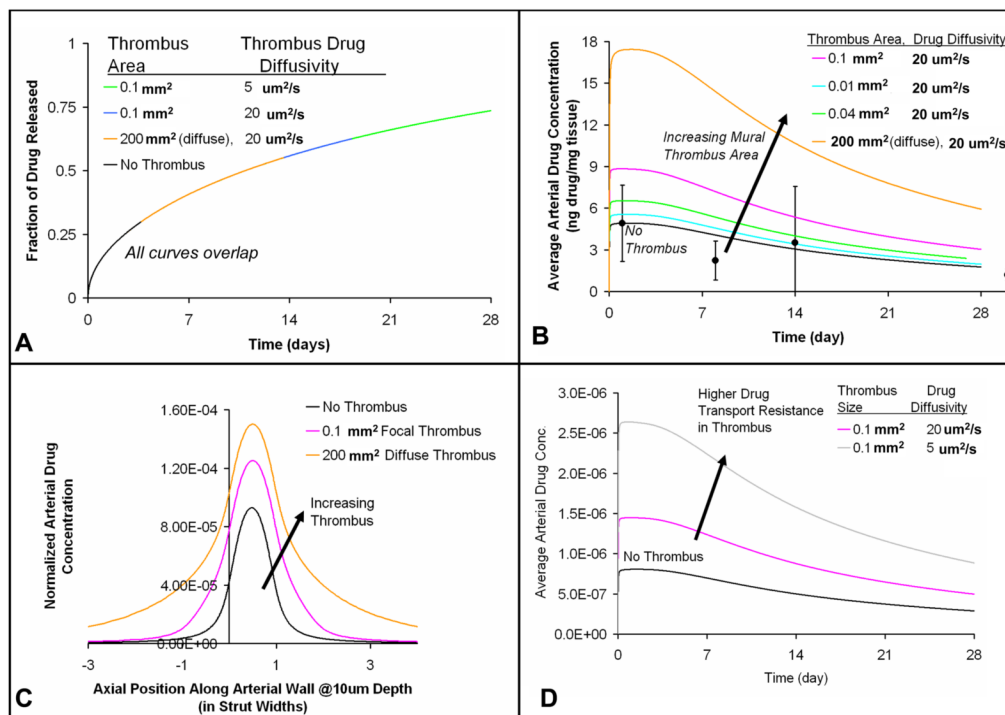 Thrombus Thrombus Drug
Area Diffusivity
0.1 mm² 5 um²/s
0.1 mm² 20 um²/s
200 mm² (diffuse), 20 um²/s
No Thrombus
All curves overlap
1
0.75
0.5
0.25
0
0 7 14 21 28
Fraction of Drug Released
Time (days)
A
Thrombus Area, Drug Diffusivity
0.1 mm² 20 um²/s
0.01 mm² 20 um²/s
0.04 mm² 20 um²/s
200 mm² (diffuse), 20 um²/s
Increasing Mural
Thrombus Area
No
Thrombus
18
15
12
9
6
3
0
0 7 14 21 28
Average Arterial Drug Concentration
(ng drug/mg tissue)
Time (day)
B
1.60E-04
1.20E-04
8.00E-05
4.00E-05
0.00E+00
No Thrombus
0.1 mm² Focal Thrombus
200 mm² Diffuse Thrombus
Increasing
Thrombus
-3 -1 1 3
Normalized Arterial Drug
Concentration
Axial Position Along Arterial Wall @10um Depth
(in Strut Widths)
C
3.0E-06
2.5E-06
2.0E-06
1.5E-06
1.0E-06
5.0E-07
0.0E+00
Higher Drug
Transport Resistance
in Thrombus
Thrombus Drug
Size Diffusivity
0.1 mm² 20 um²/s
0.1 mm² 5 um²/s
No Thrombus
0 7 14 21 28
Average Arterial Drug Conc.
Time (day)
D